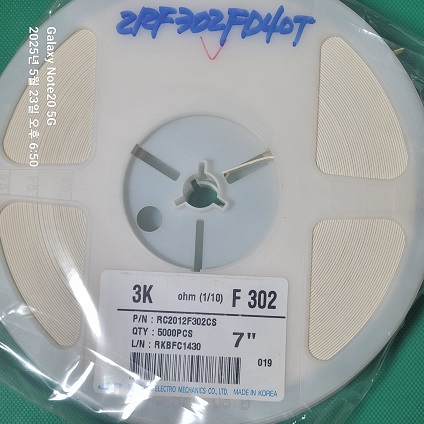 2RF302FD40T
Galaxy Note20 5G
2025년 5월 23일 오후 6:50
3K ohm (1/10) F 302
P/N : RC2012F302CS
QTY : 5000PCS 7"
L/N : RKBFC1430
019
ELECTRO MECHANICS CO., LTD. MADE IN KOREA